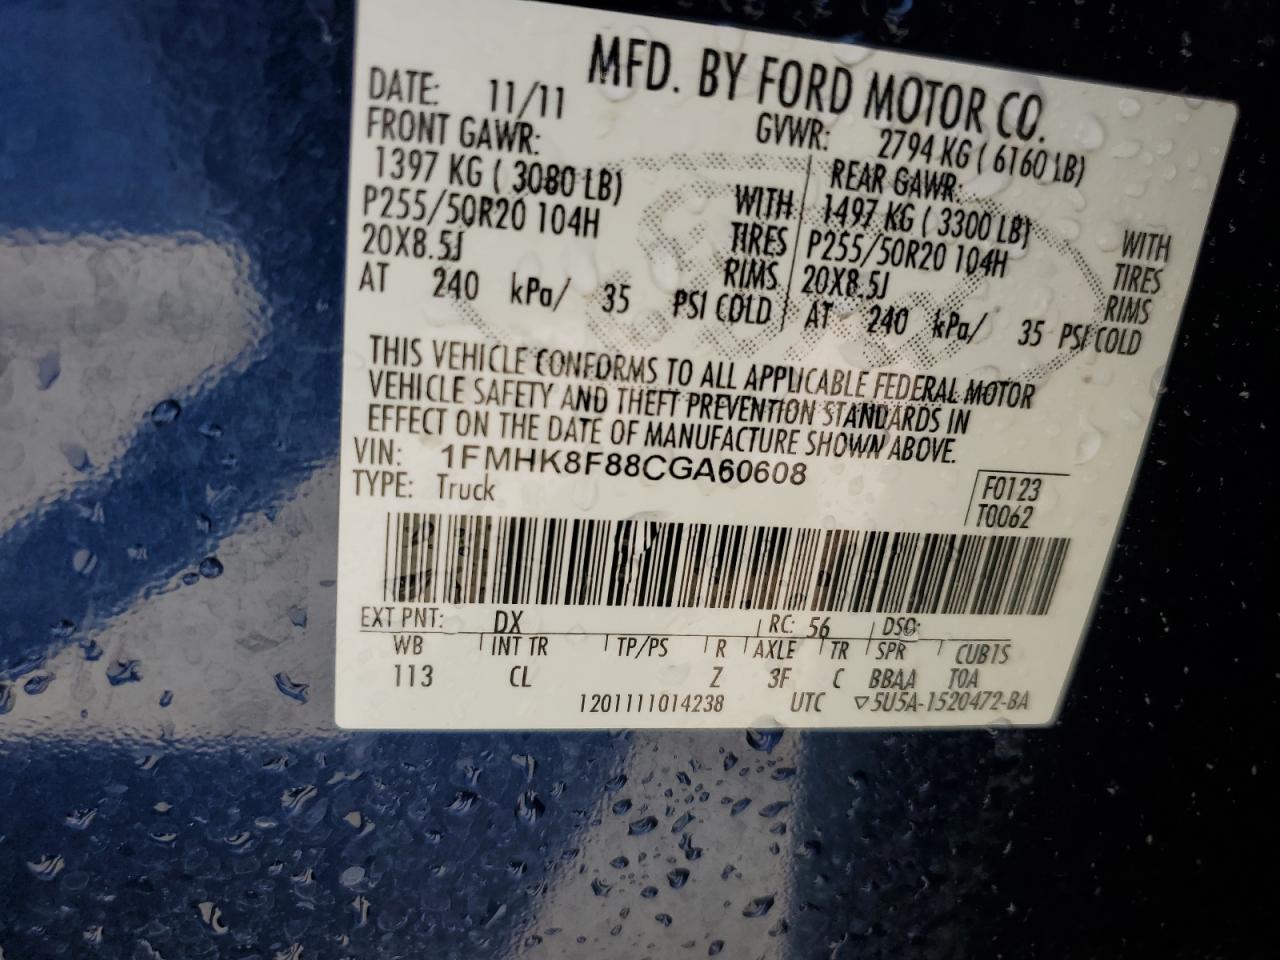 MFD. BY FORD MOTOR CO.
DATE: 11/11 GVWR: 2794 KG ( 6160 LB)
FRONT GAWR: REAR GAWR:
1397 KG ( 3080 LB) WITH 1497 KG ( 3300 LB) WITH
P255/50R20 104H TIRES P255/50R20 104H TIRES
20X8.5J RIMS 20X8.5J RIMS
AT 240 kPa/ 35 PSI COLD AT 240 kPa/ 35 PSI COLD
THIS VEHICLE CONFORMS TO ALL APPLICABLE FEDERAL MOTOR
VEHICLE SAFETY AND THEFT PREVENTION STANDARDS IN
EFFECT ON THE DATE OF MANUFACTURE SHOWN ABOVE.
VIN: 1FMHK8F88CGA60608
TYPE: Truck
F0123
T0062
EXT PNT: DX RC: 56 DSO:
WB INT TR TP/PS R AXLE TR SPR CUB1S
113 CL Z 3F C BBAA T0A
1201111014238 UTC ▽5U5A-1520472-BA